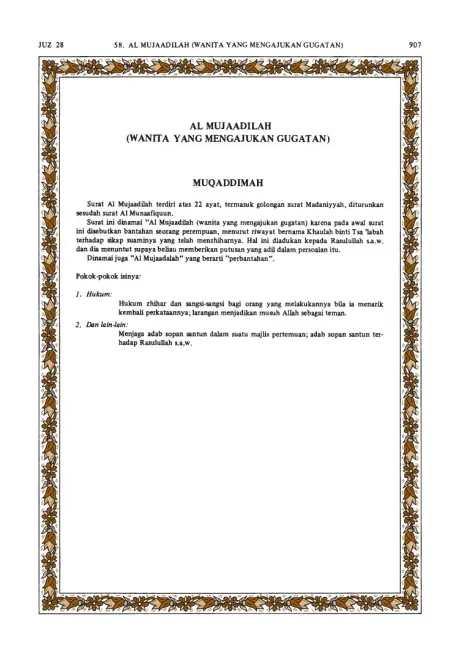 JUZ 28 58. AL MUJAADILAH (WANITA YANG MENGAJUKAN GUGATAN) 907
AL MUJAADILAH
(WANITA YANG MENGAJUKAN GUGATAN)
MUQADDIMAH
Surat Al Mujaadilah terdiri atas 22 ayat, termasuk golongan surat Madaniyyah, diturunkan
sesudah surat Al Munaafiquun.
Surat ini dinamai "Al Mujaadilah (wanita yang mengajukan gugatan) karena pada awal surat
ini disebutkan bantahan seorang perempuan, menurut riwayat bernama Khaulah binti Tsa 'labah
terhadap sikap suaminya yang telah menzhiharnya. Hal ini diadukan kepada Rasulullah s.a.w.
dan dia menuntut supaya beliau memberikan putusan yang adil dalam persoalan itu.
Dinamai juga "Al Mujaadalah" yang berarti "perbantahan".
Pokok-pokok isinya:
1. Hukum:
Hukum zhihar dan sangsi-sangsi bagi orang yang melakukannya bila ia menarik
kembali perkataannya; larangan menjadikan musuh Allah sebagai teman.
2. Dan lain-lain:
Menjaga adab sopan santun dalam suatu majlis pertemuan; adab sopan santun ter-
hadap Rasulullah s.a.w.